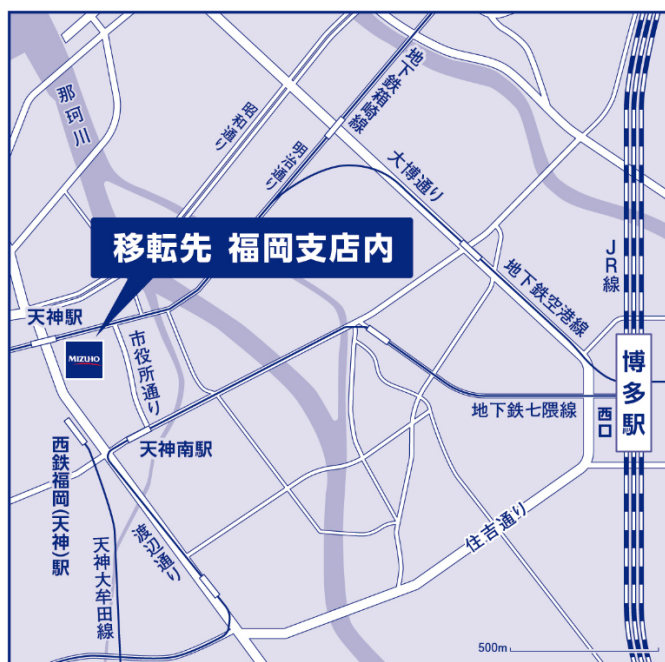 那珂川
昭和通り
明治通り
地下鉄箱崎線
大博通り
JR線
移転先 福岡支店内
地下鉄空港線
天神駅
MIZUHO
市役所通り
博多駅
西口
地下鉄七隈線
天神南駅
西鉄福岡(天神)駅
渡辺通り
住吉通り
天神大牟田線
500m